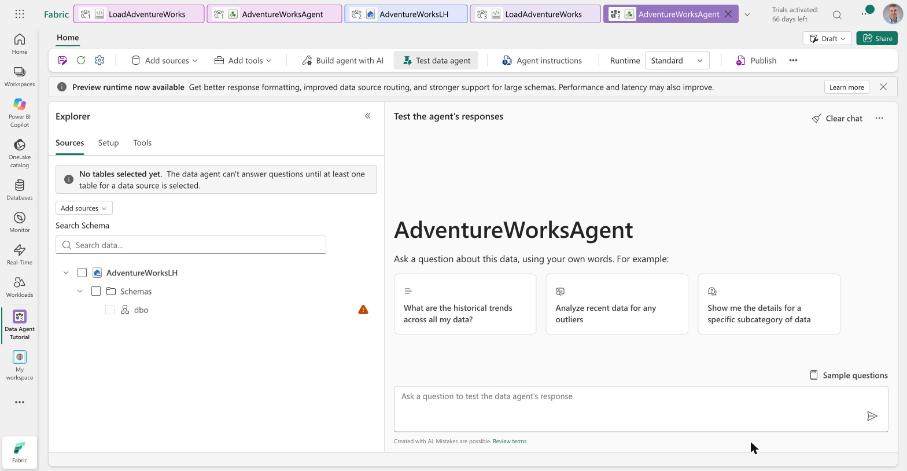 Fabric
LoadAdventureWorks
AdventureWorksAgent
AdventureWorksLH
LoadAdventureWorks
AdventureWorksAgent
Trials activated:
66 days left
Home
Draft
Share
Add sources
Add tools
Build agent with AI
Test data agent
Agent instructions
Runtime
Standard
Publish
Preview runtime now available Get better response formatting, improved data source routing, and stronger support for large schemas. Performance and latency may also improve.
Learn more
Home
Workspaces
Power BI
Copilot
OneLake
catalog
Databases
Monitor
Real-Time
Workloads
Data Agent
Tutorial
My
workspace
Fabric
Explorer
Sources
Setup
Tools
No tables selected yet. The data agent can't answer questions until at least one
table for a data source is selected.
Add sources
Search Schema
Search data...
AdventureWorksLH
Schemas
dbo
Test the agent's responses
Clear chat
AdventureWorksAgent
Ask a question about this data, using your own words. For example:
What are the historical trends
across all my data?
Analyze recent data for any
outliers
Show me the details for a
specific subcategory of data
Sample questions
Ask a question to test the data agent's response
Created with AI. Mistakes are possible. Review terms